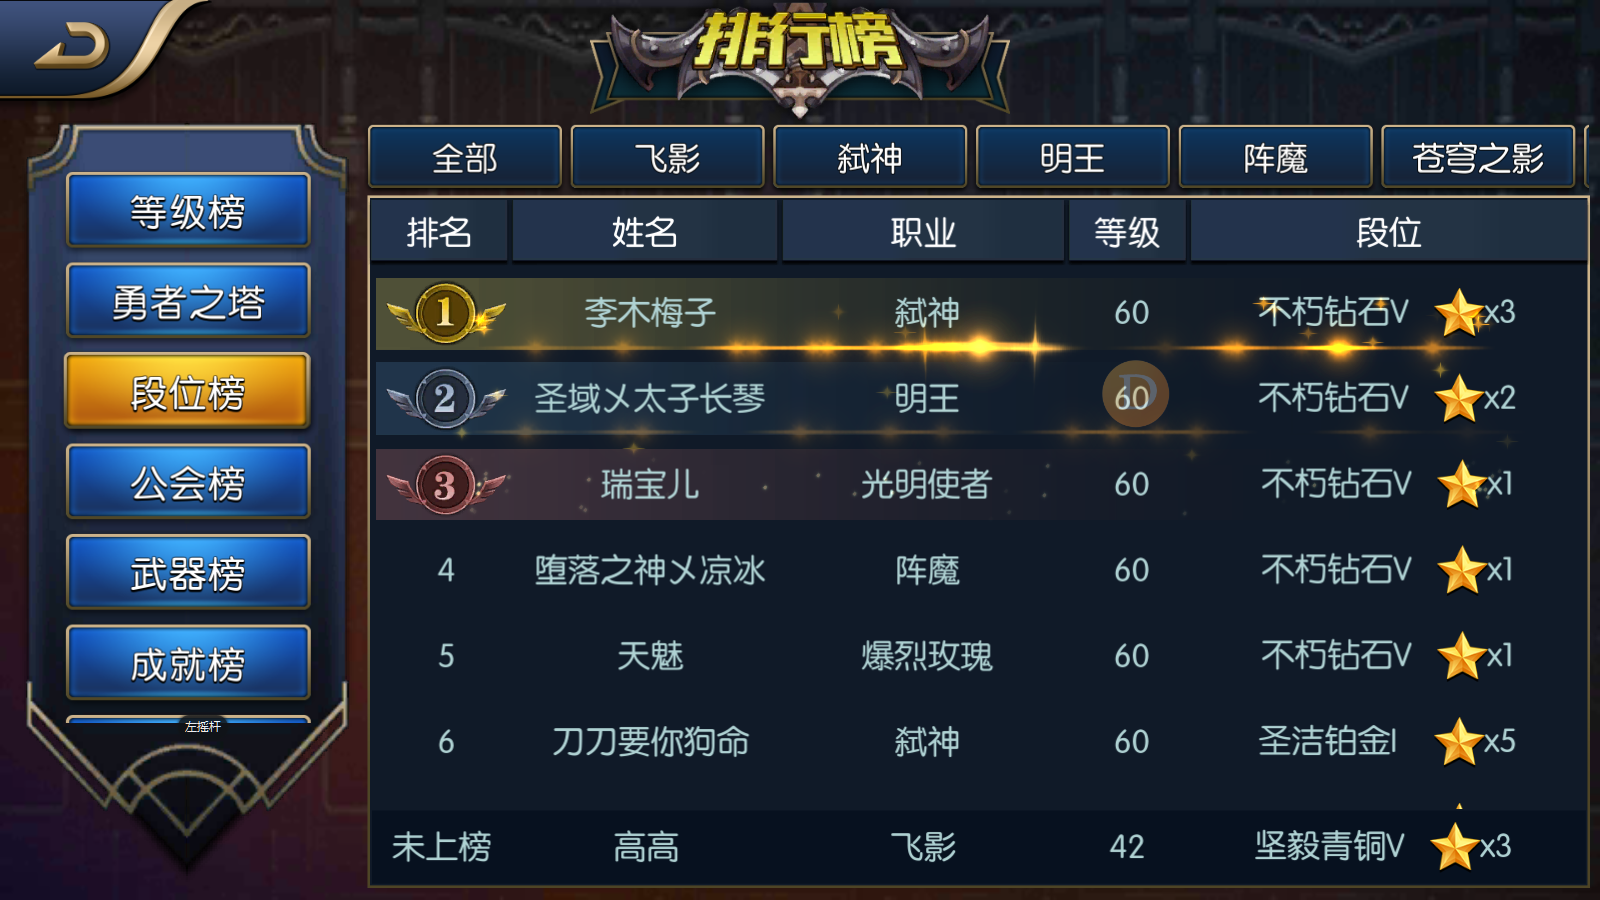 排行榜
全部 飞影 弑神 明王 阵魔 苍穹之影
等级榜
勇者之塔
段位榜
公会榜
武器榜
成就榜
左摇杆
排名 姓名 职业 等级 段位
1 李木梅子 弑神 60 不朽钻石V x3
2 圣域乄太子长琴 明王 60 不朽钻石V x2
3 瑞宝儿 光明使者 60 不朽钻石V x1
4 堕落之神乄凉冰 阵魔 60 不朽钻石V x1
5 天魅 爆烈玫瑰 60 不朽钻石V x1
6 刀刀要你狗命 弑神 60 圣洁铂金I x5
未上榜 高高 飞影 42 坚毅青铜V x3